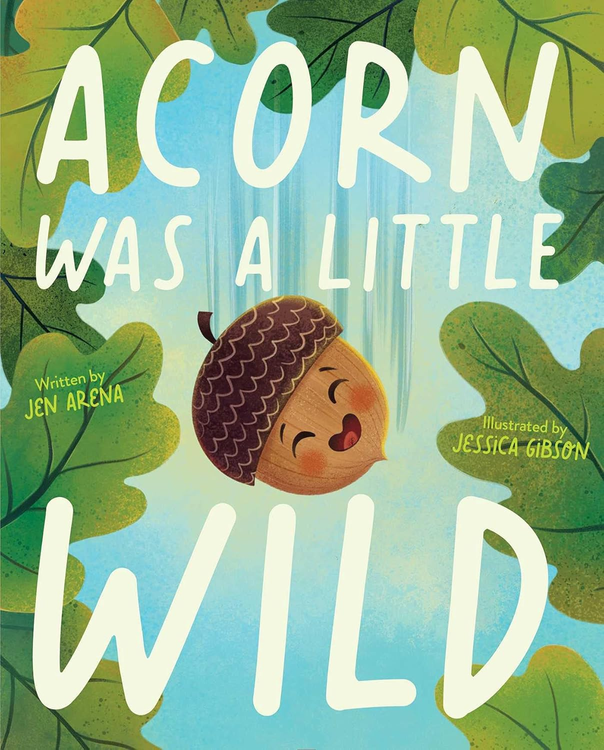 ACORN
WAS A LITTLE
Written by
JEN ARENA
Illustrated by
JESSICA GIBSON
WILD